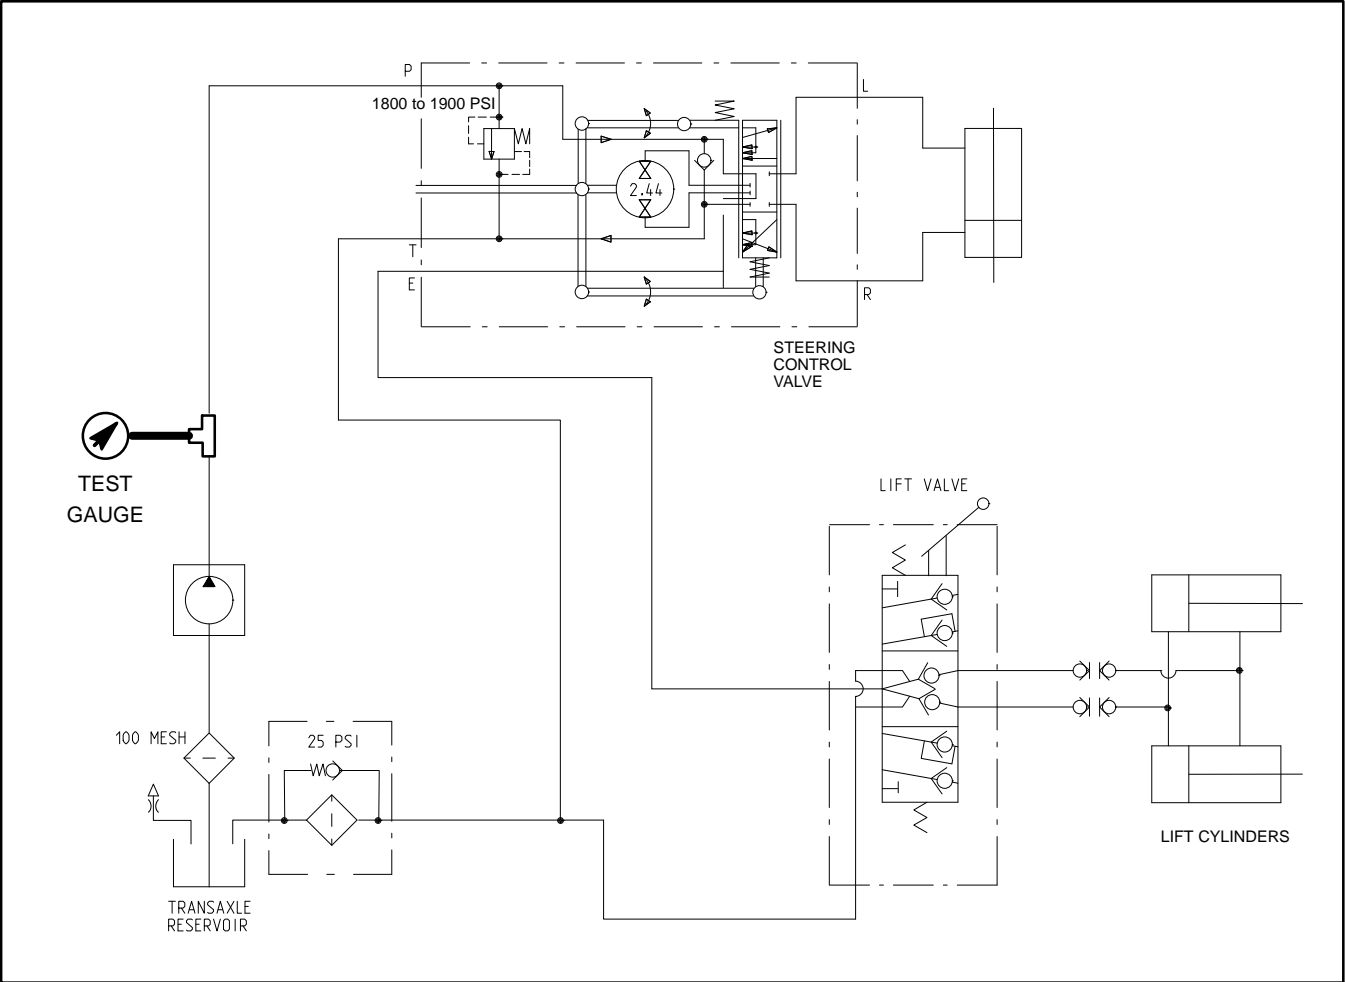 P
1800 to 1900 PSI
L
2.44
T
E
R
STEERING
CONTROL
VALVE
TEST
GAUGE
LIFT VALVE
100 MESH
25 PSI
LIFT CYLINDERS
TRANSAXLE
RESERVOIR